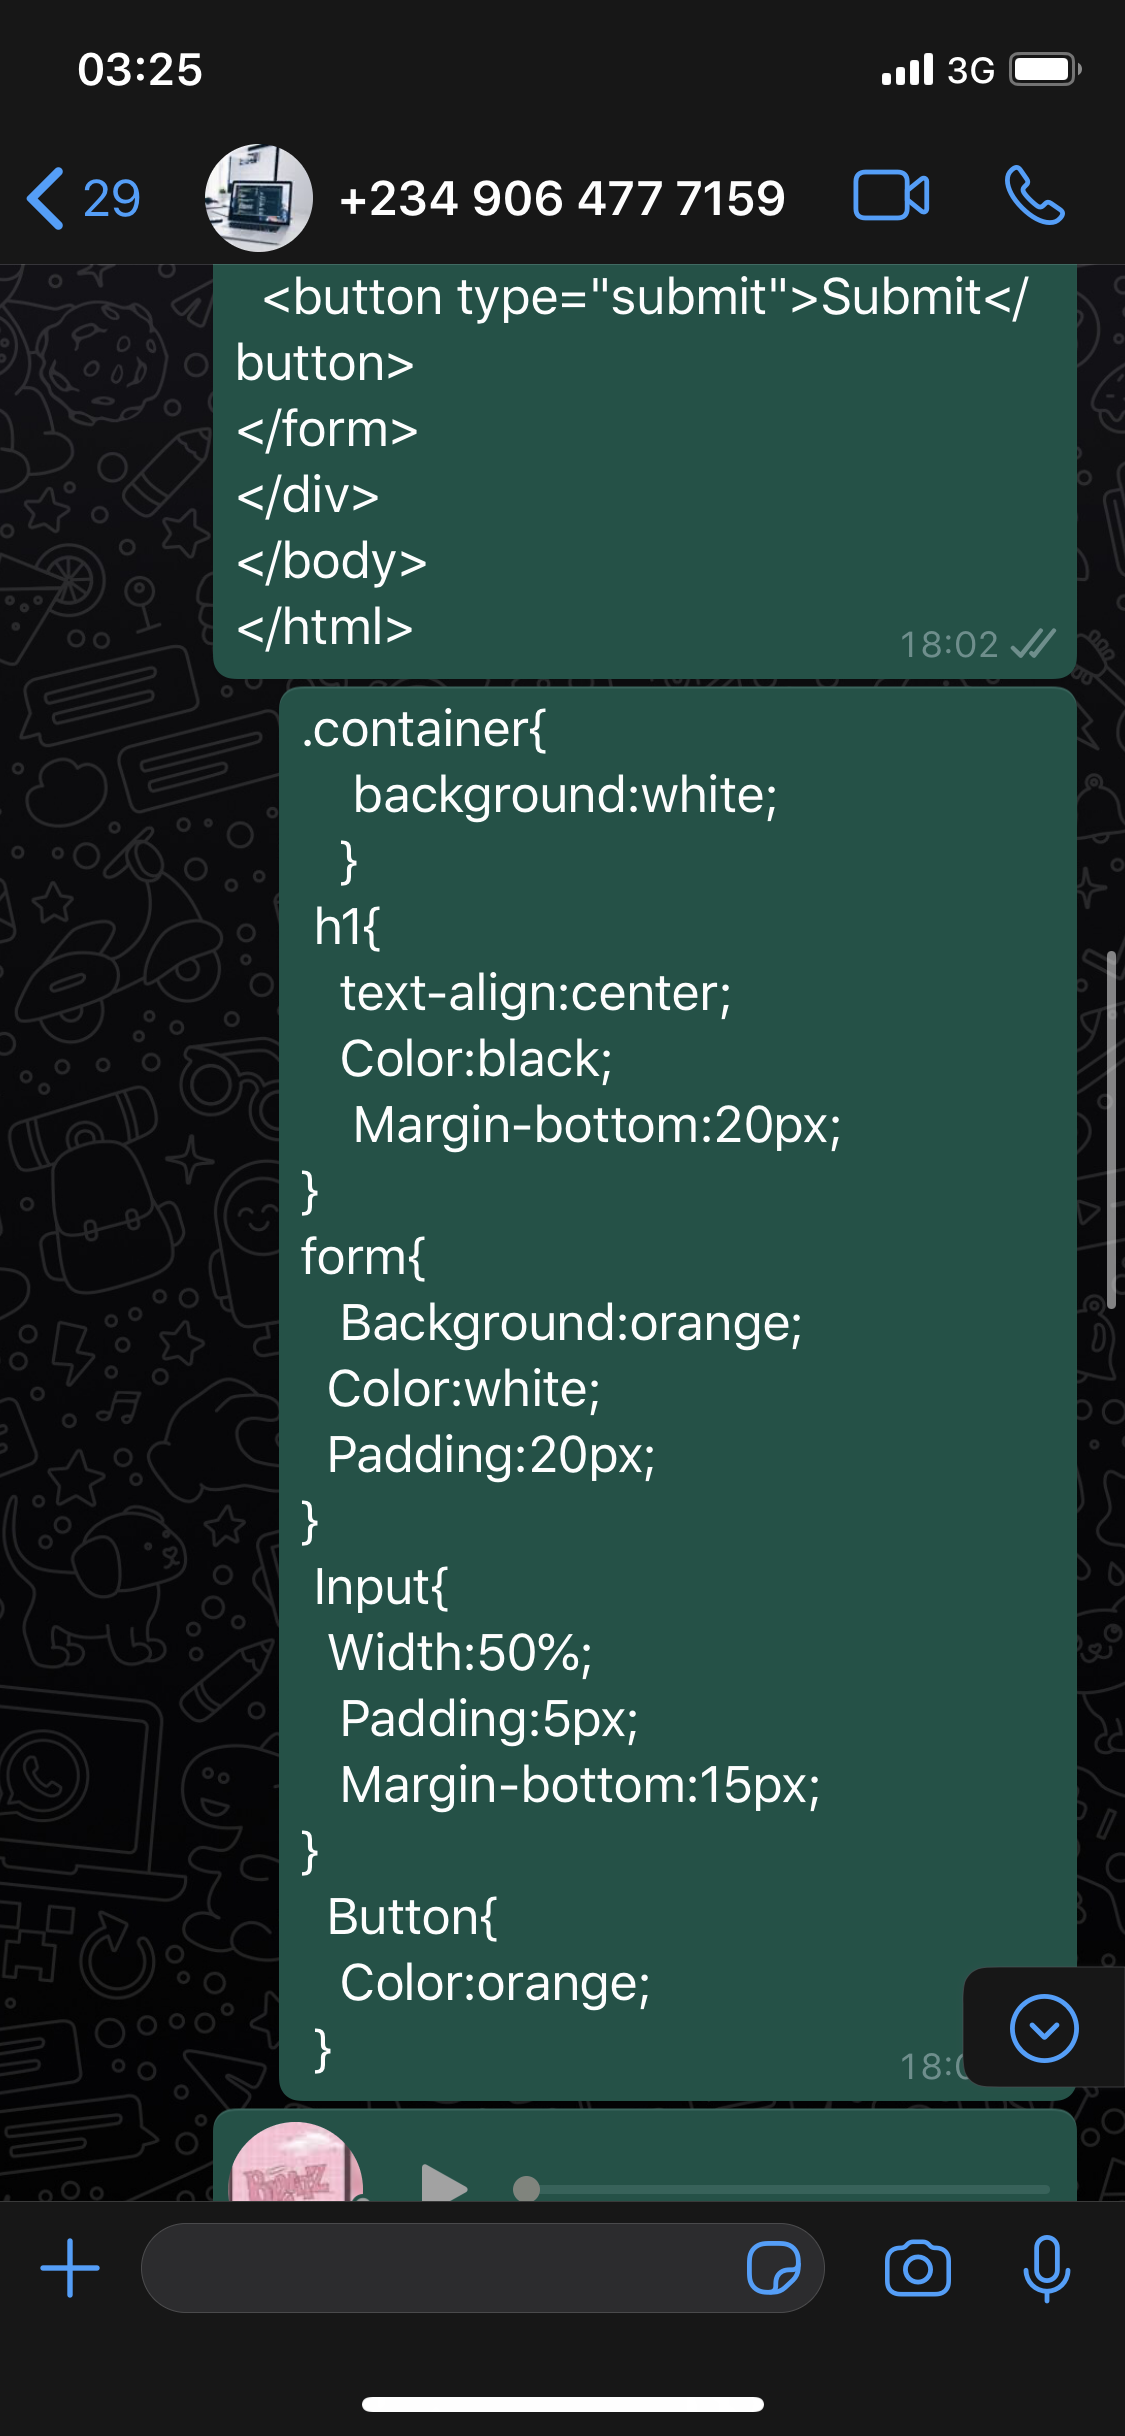 03:25
3G
29
+234 906 477 7159
<button type="submit">Submit</
button>
</form>
</div>
</body>
</html>
18:02
.container{
background:white;
}
h1{
text-align:center;
Color:black;
Margin-bottom:20px;
}
form{
Background:orange;
Color:white;
Padding:20px;
}
Input{
Width:50%;
Padding:5px;
Margin-bottom:15px;
}
Button{
Color:orange;
}
BRATZ